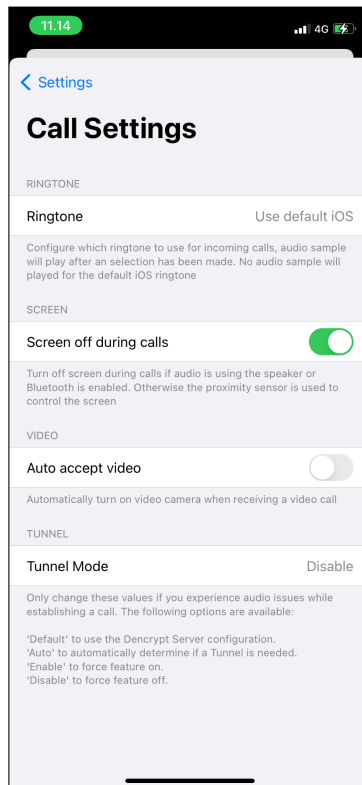 11.14
4G
Settings
Call Settings
RINGTONE
Ringtone Use default iOS
Configure which ringtone to use for incoming calls, audio sample
will play after an selection has been made. No audio sample will
played for the default iOS ringtone
SCREEN
Screen off during calls
Turn off screen during calls if audio is using the speaker or
Bluetooth is enabled. Otherwise the proximity sensor is used to
control the screen
VIDEO
Auto accept video
Automatically turn on video camera when receiving a video call
TUNNEL
Tunnel Mode Disable
Only change these values if you experience audio issues while
establishing a call. The following options are available:
'Default' to use the Dencrypt Server configuration.
'Auto' to automatically determine if a Tunnel is needed.
'Enable' to force feature on.
'Disable' to force feature off.